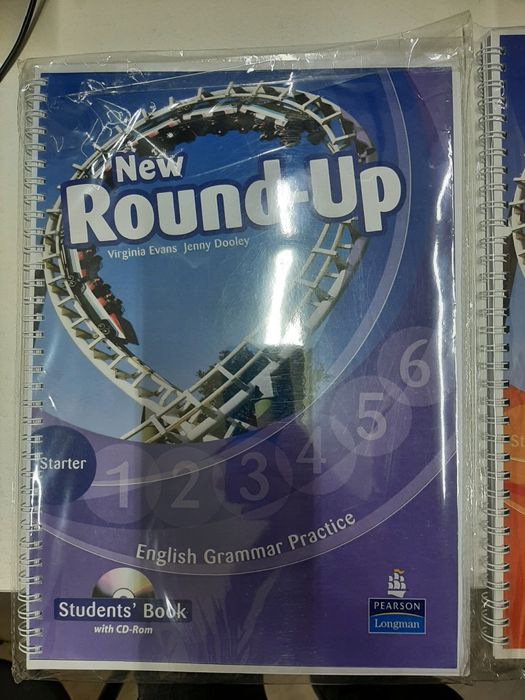 New
Round-Up
Virginia Evans Jenny Dooley
Starter 1 2 3 4 5 6
English Grammar Practice
Students' Book
with CD-Rom
PEARSON
Longman